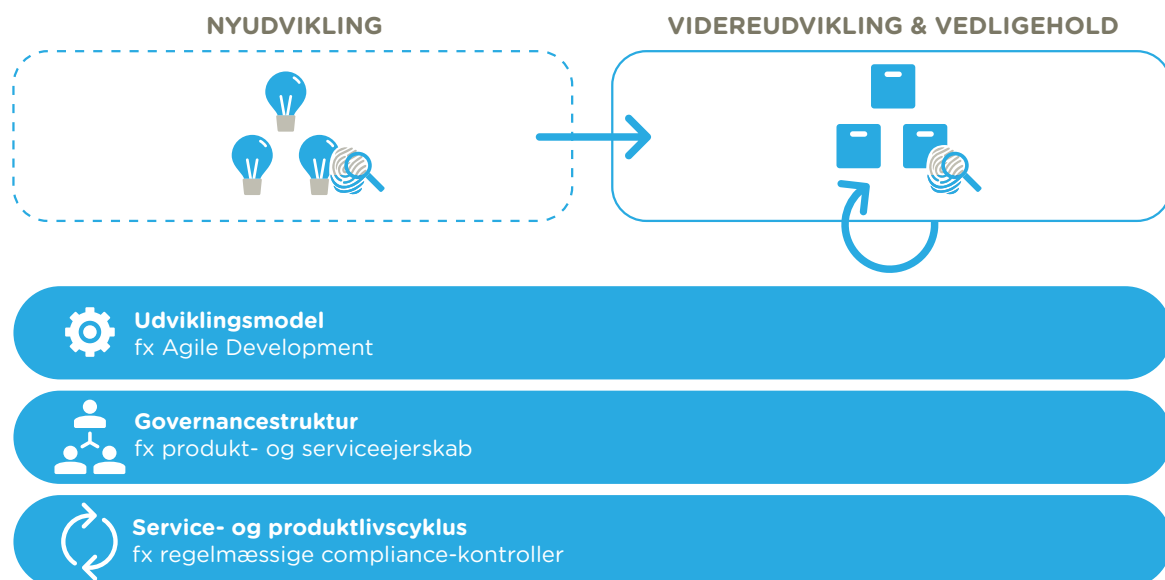 NYUDVIKLING
VIDEREUDVIKLING & VEDLIGEHOLD
Udviklingsmodel
fx Agile Development
Governancestruktur
fx produkt- og serviceejerskab
Service- og produktlivscyklus
fx regelmæssige compliance-kontroller